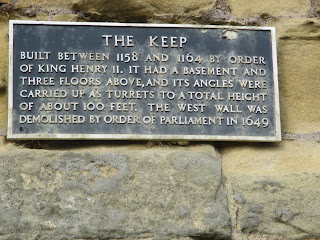 THE KEEP
BUILT BETWEEN 1158 AND 1164 BY ORDER
OF KING HENRY II. IT HAD A BASEMENT AND
THREE FLOORS ABOVE, AND ITS ANGLES WERE
CARRIED UP AS TURRETS TO A TOTAL HEIGHT
OF ABOUT 100 FEET. THE WEST WALL WAS
DEMOLISHED BY ORDER OF PARLIAMENT IN 1649